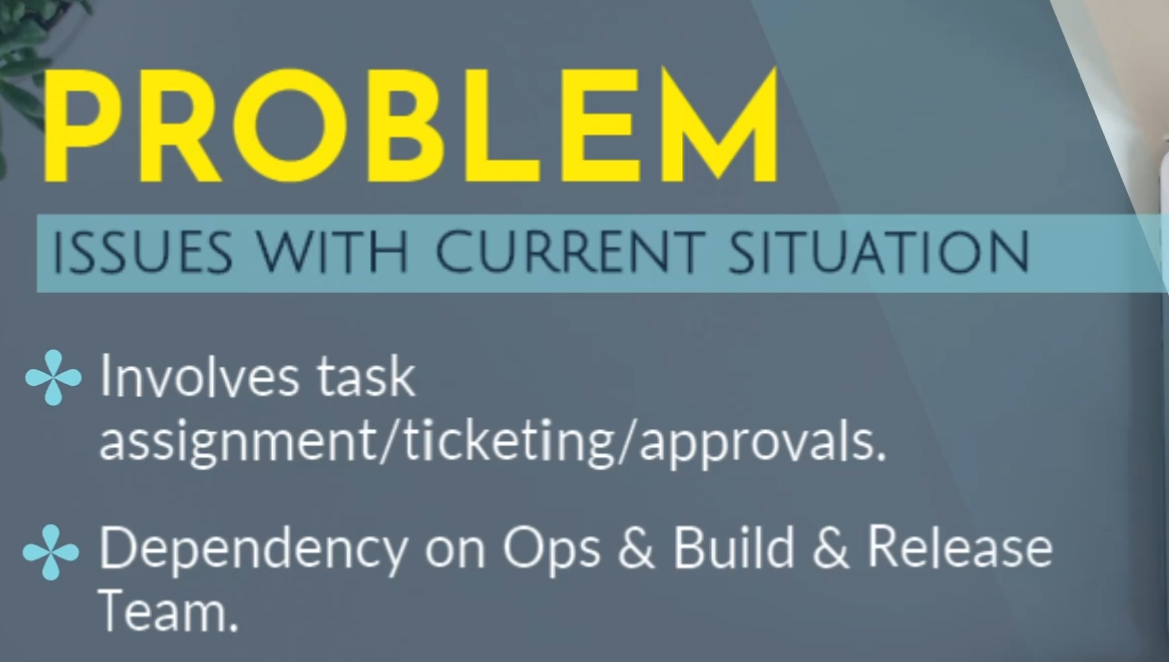 PROBLEM
ISSUES WITH CURRENT SITUATION
Involves task
assignment/ticketing/approvals.
Dependency on Ops & Build & Release
Team.